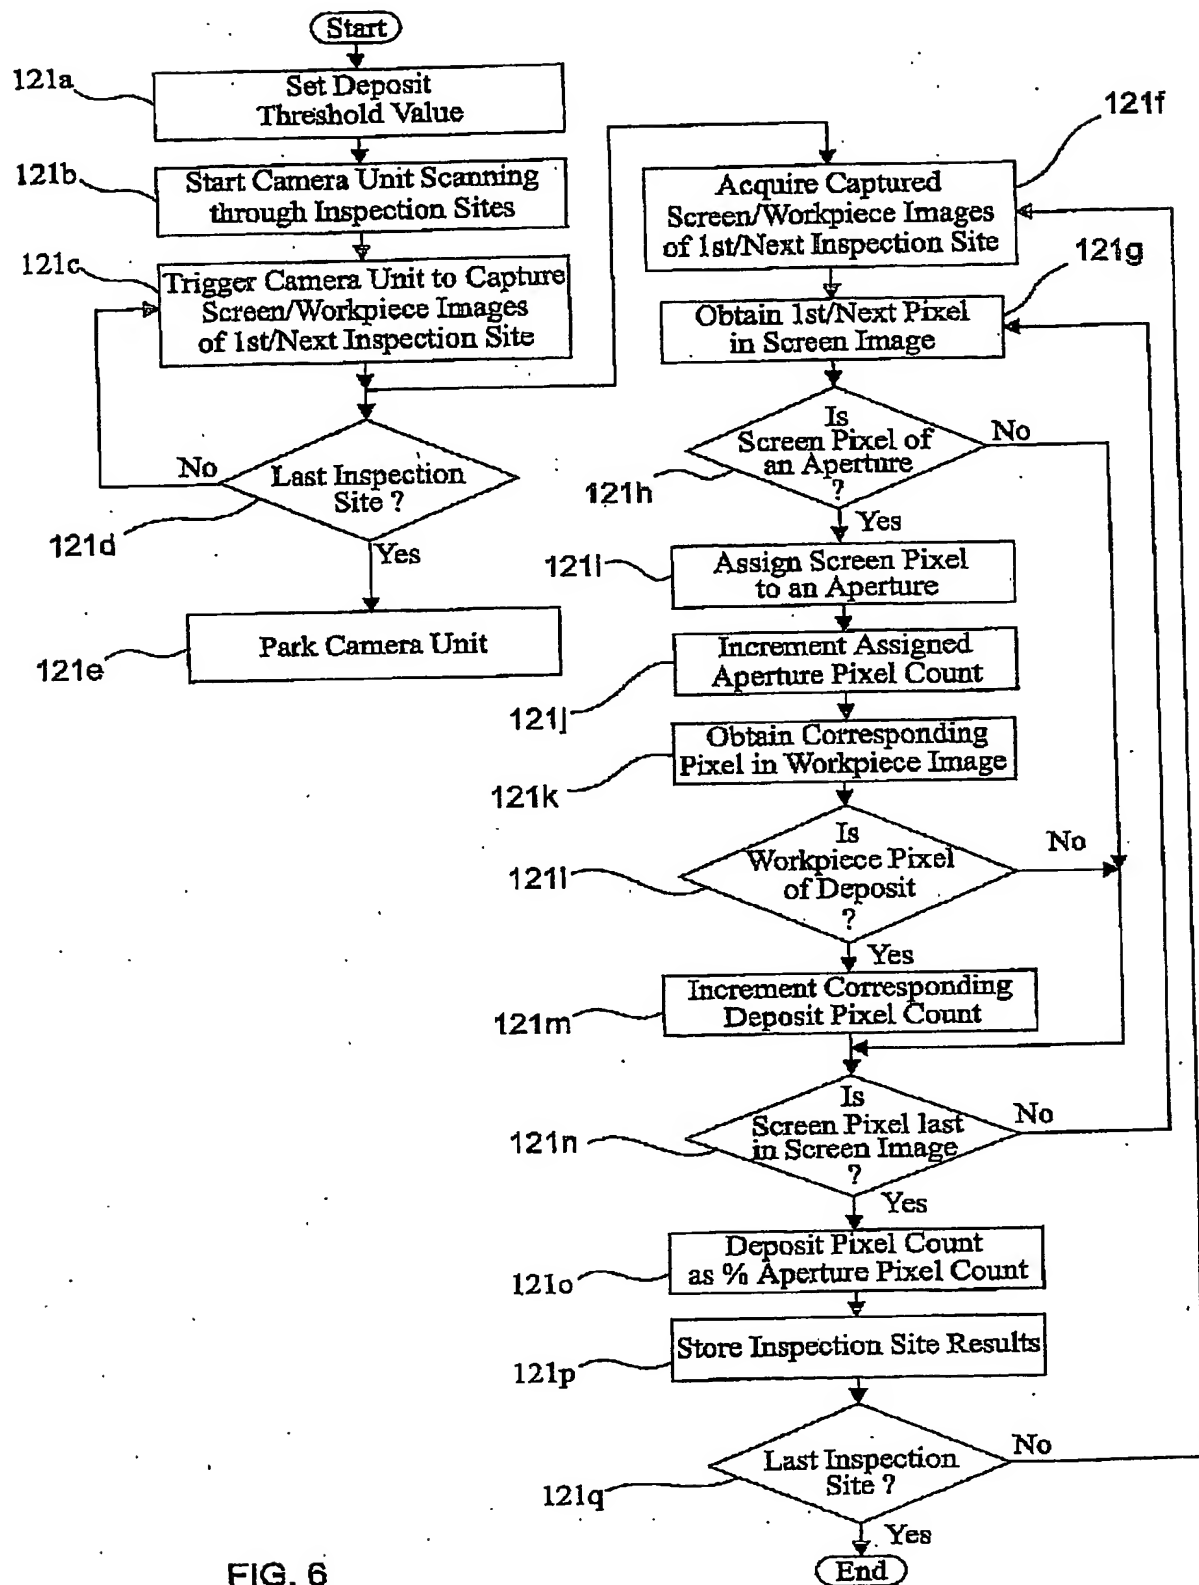 Start
121a
Set Deposit
Threshold Value
121b
Start Camera Unit Scanning
through Inspection Sites
121c
Trigger Camera Unit to Capture
Screen/Workpiece Images
of 1st/Next Inspection Site
No
Last Inspection
Site ?
121d
Yes
Park Camera Unit
121e
121f
Acquire Captured
Screen/Workpiece Images
of 1st/Next Inspection Site
121g
Obtain 1st/Next Pixel
in Screen Image
Is
Screen Pixel of
an Aperture
?
No
121h
Yes
121i
Assign Screen Pixel
to an Aperture
Increment Assigned
Aperture Pixel Count
121j
Obtain Corresponding
Pixel in Workpiece Image
121k
Is
Workpiece Pixel
of Deposit
?
No
121l
Yes
Increment Corresponding
Deposit Pixel Count
121m
Is
Screen Pixel last
in Screen Image
?
No
121n
Yes
Deposit Pixel Count
as % Aperture Pixel Count
121o
Store Inspection Site Results
121p
Last Inspection
Site ?
No
121q
Yes
End
FIG. 6